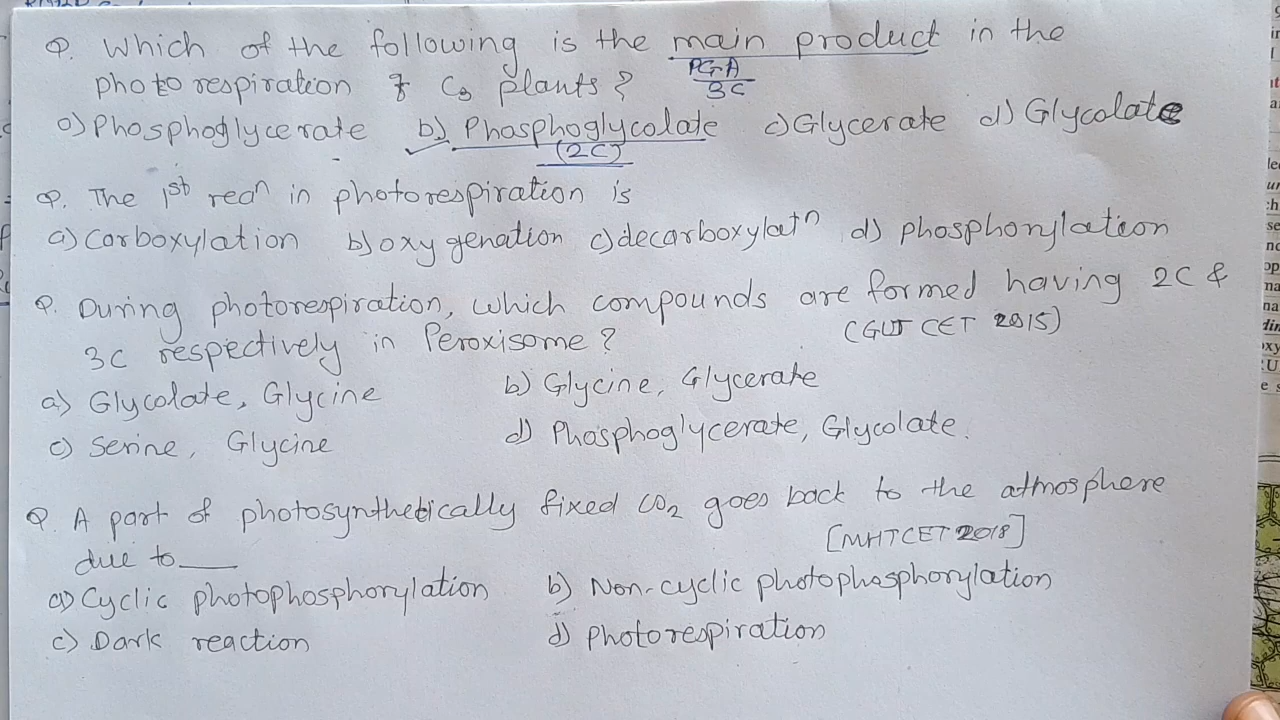 Q. Which of the following is the main product in the
photorespiration of C3 plants?
PGA
3C
a) Phosphoglycerate b) Phosphoglycolate c) Glycerate d) Glycolate
(2C)
Q. The 1st reaⁿ in photorespiration is
a) Carboxylation b) oxygenation c) decarboxylatⁿ d) phosphorylation
Q. During photorespiration, which compounds are formed having 2C &
3C respectively in Peroxisome? (GUJ CET 2015)
a) Glycolate, Glycine b) Glycine, Glycerate
c) Serine, Glycine d) Phosphoglycerate, Glycolate.
Q. A part of photosynthetically fixed CO2 goes back to the atmosphere
due to ___ [MHTCET 2018]
a) Cyclic photophosphorylation b) Non-cyclic photophosphorylation
c) Dark reaction d) Photorespiration